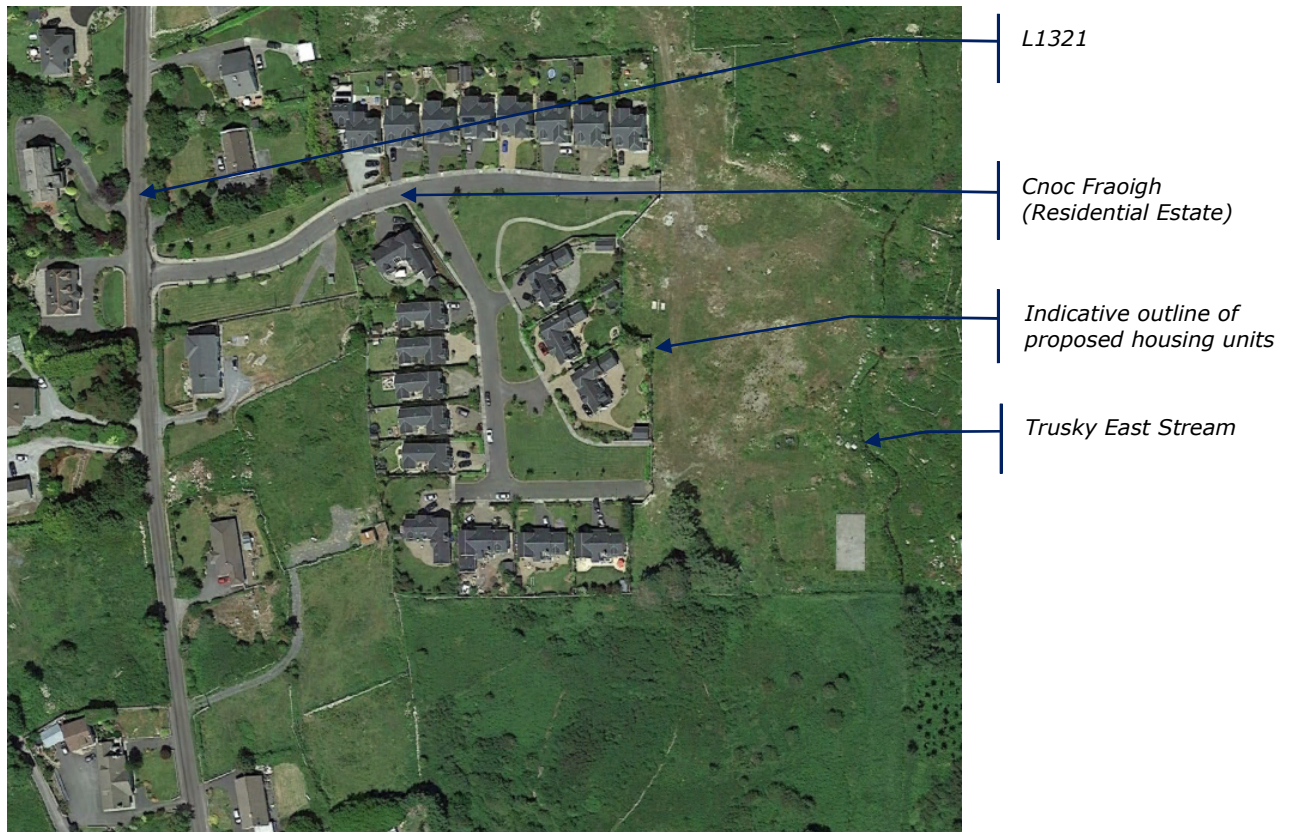 L1321
Cnoc Fraoigh
(Residential Estate)
Indicative outline of
proposed housing units
Trusky East Stream